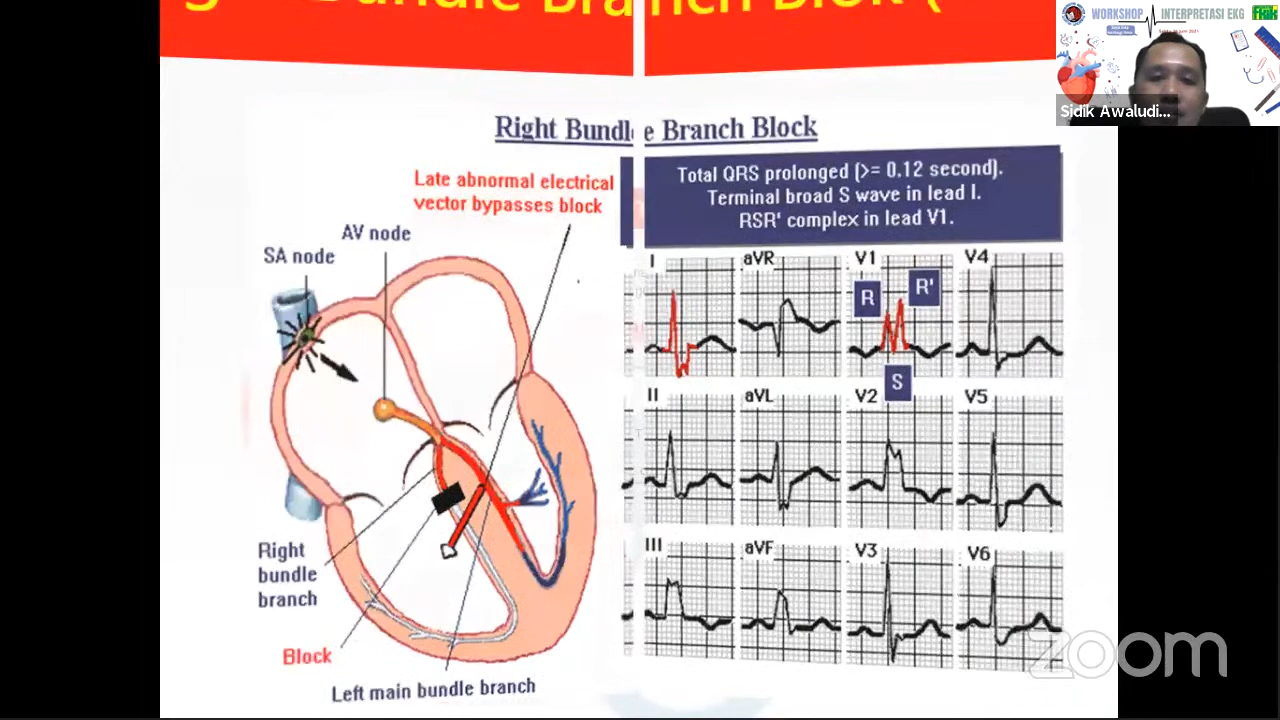 Bundle Branch Blok (
WORKSHOP INTERPRETASI EKG
Sidik Awaludi...
Right Bundle Branch Block
Late abnormal electrical
vector bypasses block
AV node
SA node
Right
bundle
branch
Block
Left main bundle branch
Total QRS prolonged (>= 0.12 second).
Terminal broad S wave in lead I.
RSR' complex in lead V1.
I aVR V1 V4
R R'
S
II aVL V2 V5
III aVF V3 V6
zoom